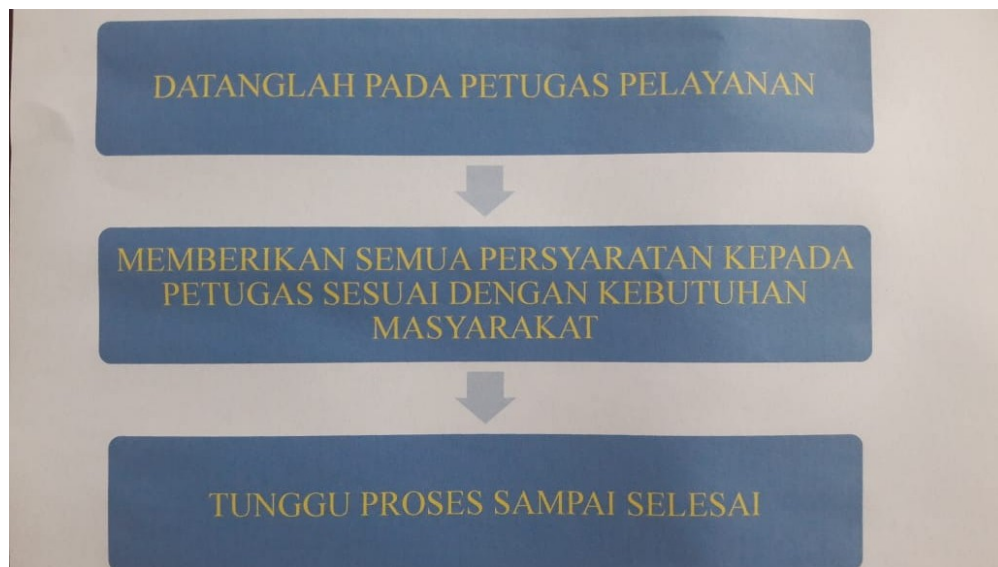 DATANGLAH PADA PETUGAS PELAYANAN
MEMBERIKAN SEMUA PERSYARATAN KEPADA
PETUGAS SESUAI DENGAN KEBUTUHAN
MASYARAKAT
TUNGGU PROSES SAMPAI SELESAI